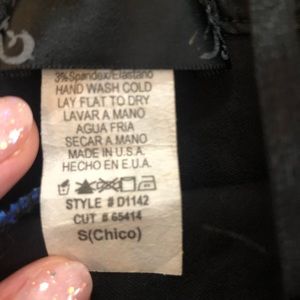 3% Spandex/Elastano
HAND WASH COLD
LAY FLAT TO DRY
LAVAR A MANO
AGUA FRIA
SECAR A MANO
MADE IN U.S.A.
HECHO EN E.U.A.
STYLE # D1142
CUT # 65414
S(Chico)